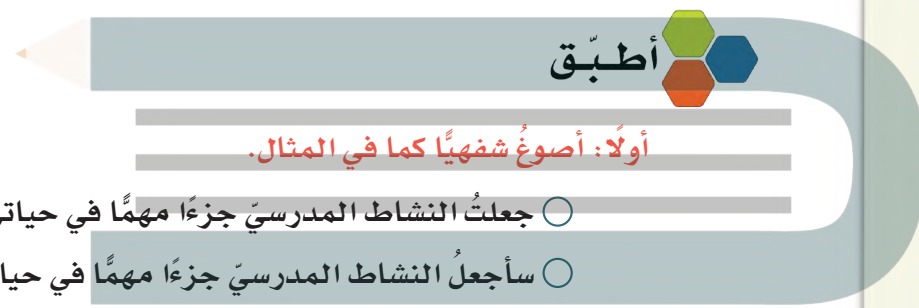 أطبّق
أولًا: أصوغُ شفهيًّا كما في المثال.
جعلتُ النشاط المدرسيّ جزءًا مهمًّا في
سأجعلُ النشاط المدرسيّ جزءًا مهمًّا في